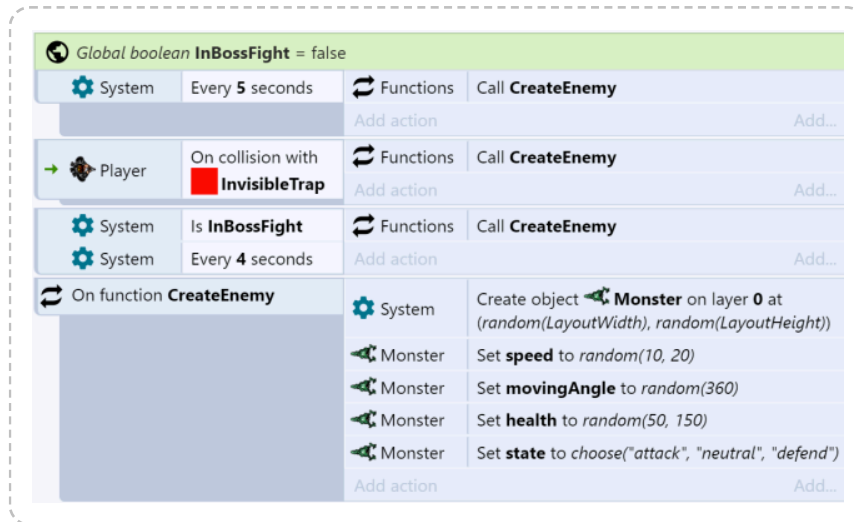 Global boolean InBossFight = false
System Every 5 seconds Functions Call CreateEnemy
Add action Add...
Player On collision with InvisibleTrap Functions Call CreateEnemy
Add action Add...
System Is InBossFight Functions Call CreateEnemy
System Every 4 seconds Add action Add...
On function CreateEnemy System Create object Monster on layer 0 at
(random(LayoutWidth), random(LayoutHeight))
Monster Set speed to random(10, 20)
Monster Set movingAngle to random(360)
Monster Set health to random(50, 150)
Monster Set state to choose("attack", "neutral", "defend")
Add action Add...